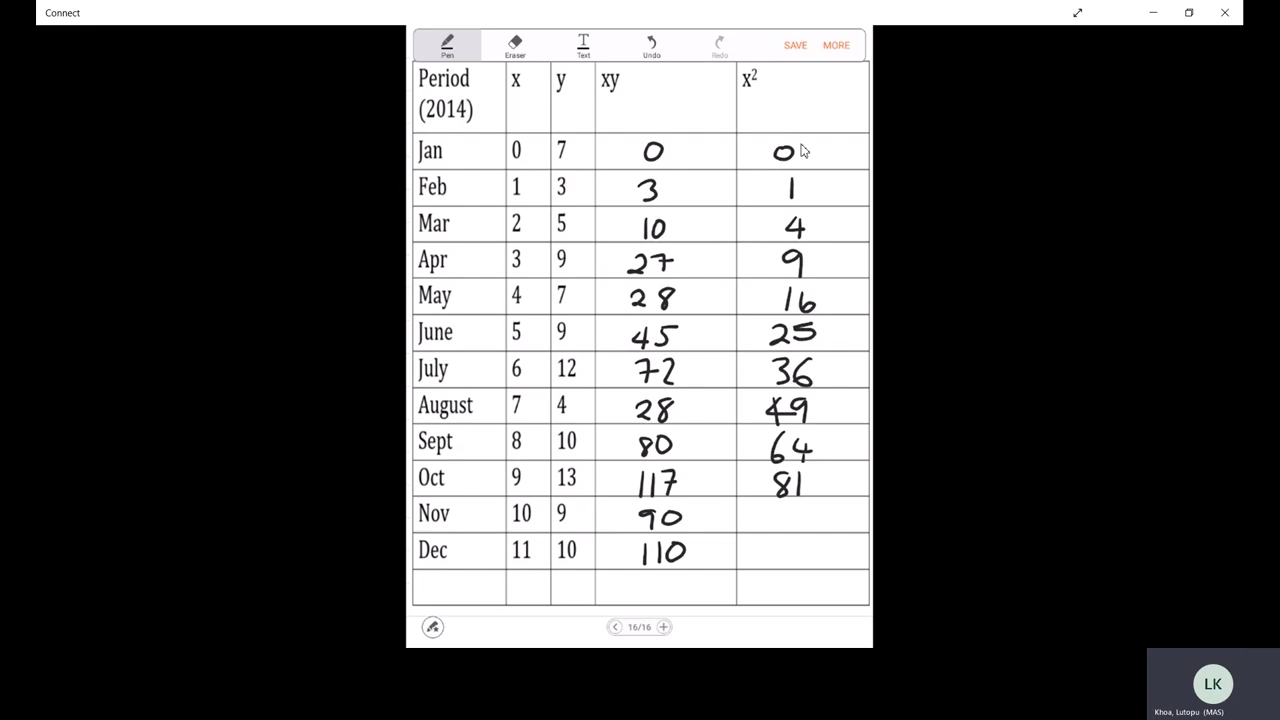 Connect
Pen Eraser Text Undo Redo SAVE MORE
Period (2014) x y xy x²
Jan 0 7 0 0
Feb 1 3 3 1
Mar 2 5 10 4
Apr 3 9 27 9
May 4 7 28 16
June 5 9 45 25
July 6 12 72 36
August 7 4 28 49
Sept 8 10 80 64
Oct 9 13 117 81
Nov 10 9 90
Dec 11 10 110
16/16
LK
Khoa, Lutopu (MAS)